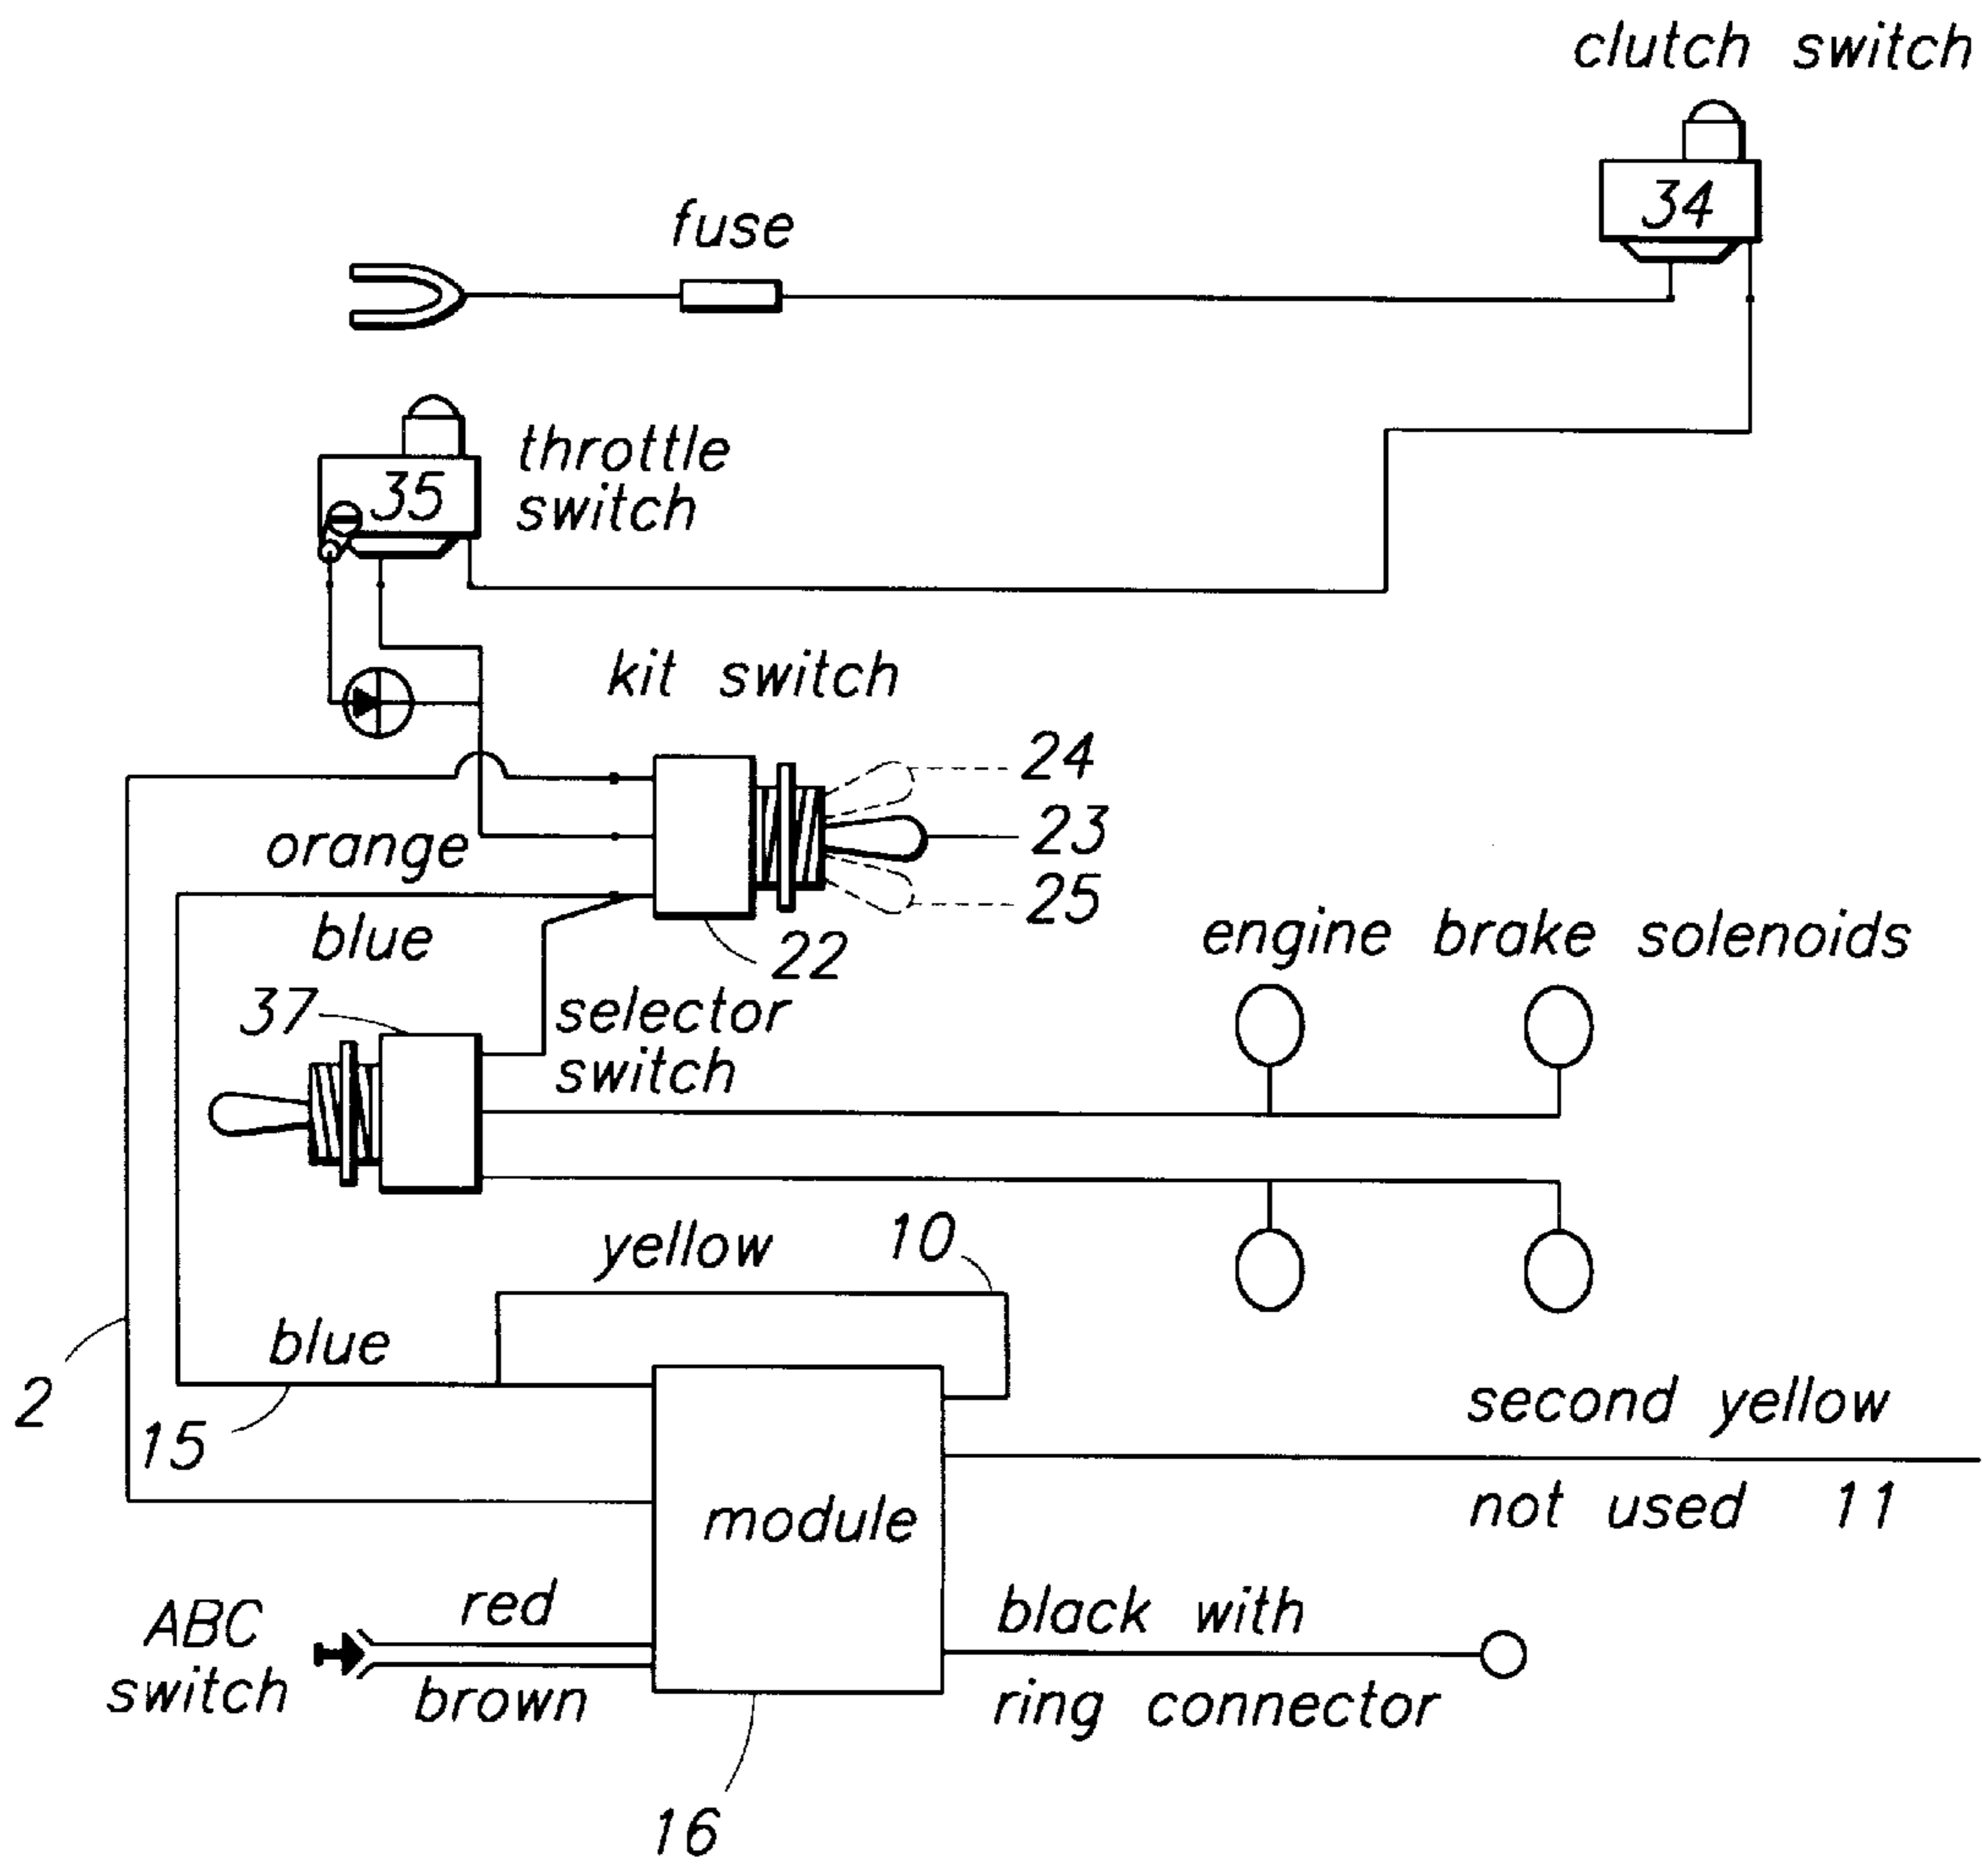 clutch switch
34
fuse
throttle
switch
35
kit switch
24
23
25
orange
blue
22
37
selector
switch
engine brake solenoids
yellow
10
blue
2
15
second yellow
not used 11
module
ABC
switch
red
brown
black with
ring connector
16